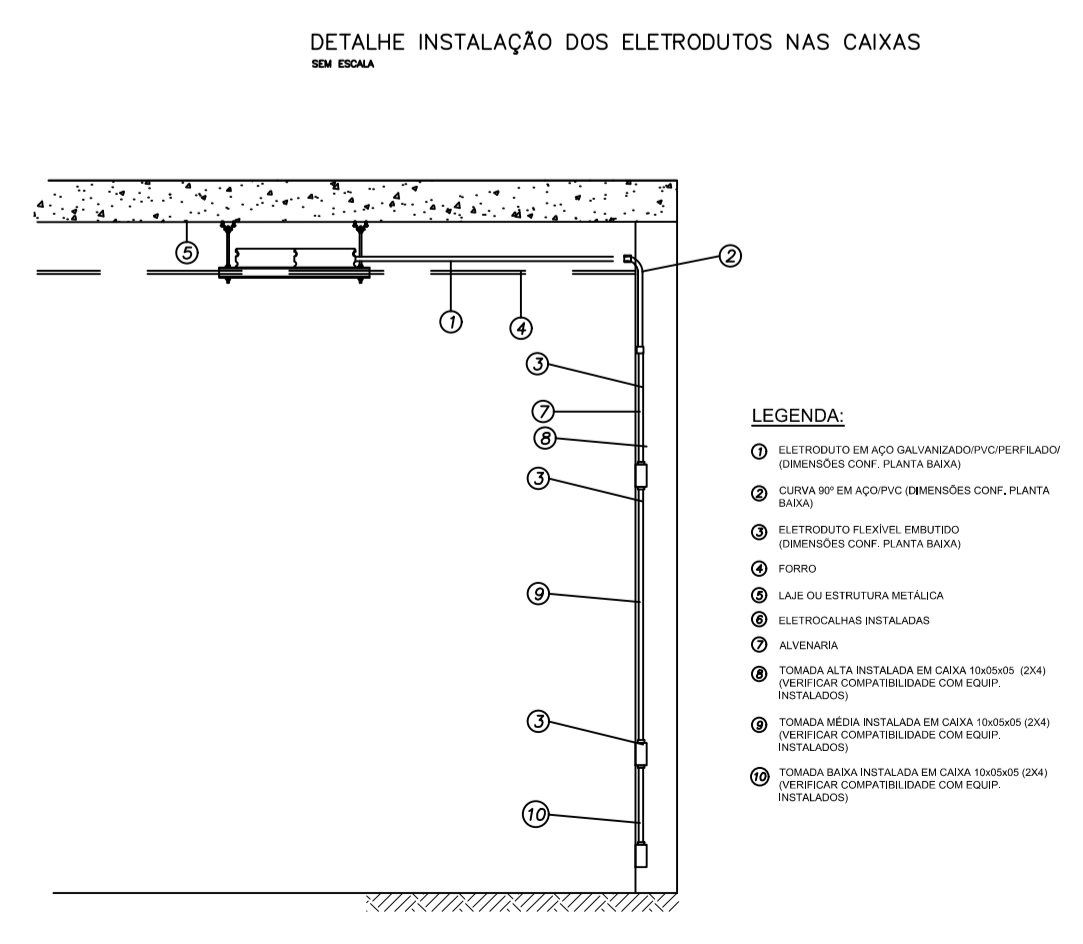 DETALHE INSTALAÇÃO DOS ELETRODUTOS NAS CAIXAS
SEM ESCALA
5
2
1
4
3
7
8
3
9
3
10
LEGENDA:
1 ELETRODUTO EM AÇO GALVANIZADO/PVC/PERFILADO/
(DIMENSÕES CONF. PLANTA BAIXA)
2 CURVA 90º EM AÇO/PVC (DIMENSÕES CONF. PLANTA
BAIXA)
3 ELETRODUTO FLEXÍVEL EMBUTIDO
(DIMENSÕES CONF. PLANTA BAIXA)
4 FORRO
5 LAJE OU ESTRUTURA METÁLICA
6 ELETROCALHAS INSTALADAS
7 ALVENARIA
8 TOMADA ALTA INSTALADA EM CAIXA 10x05x05 (2X4)
(VERIFICAR COMPATIBILIDADE COM EQUIP.
INSTALADOS)
9 TOMADA MÉDIA INSTALADA EM CAIXA 10x05x05 (2X4)
(VERIFICAR COMPATIBILIDADE COM EQUIP.
INSTALADOS)
10 TOMADA BAIXA INSTALADA EM CAIXA 10x05x05 (2X4)
(VERIFICAR COMPATIBILIDADE COM EQUIP.
INSTALADOS)